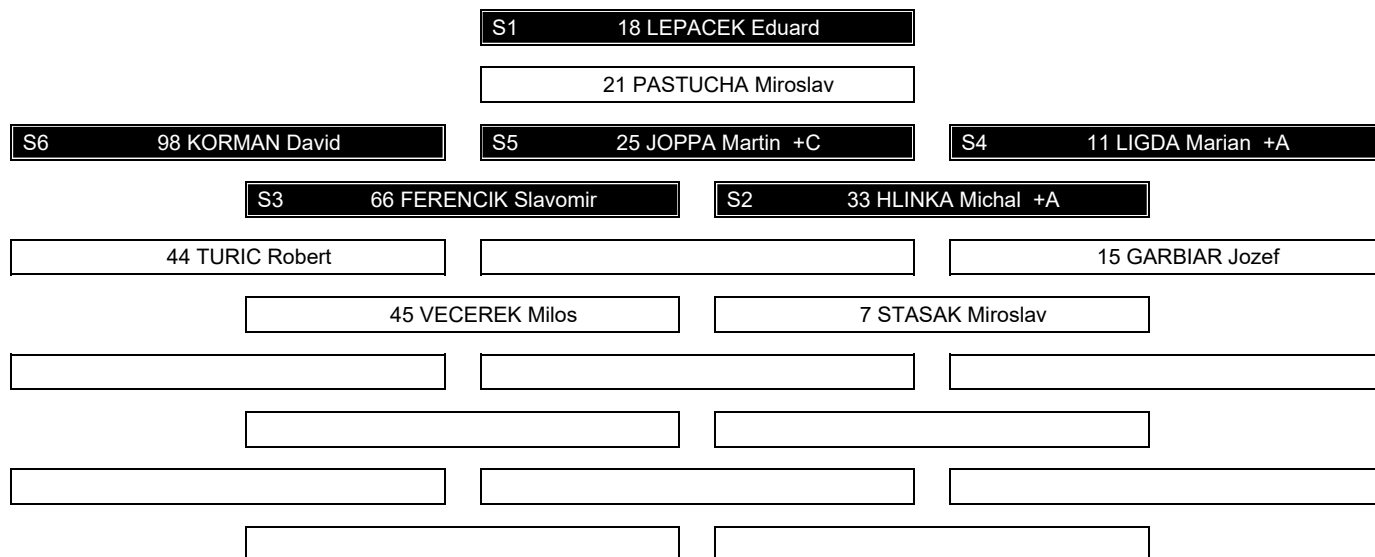 S1 18 LEPACEK Eduard
21 PASTUCHA Miroslav
S6 98 KORMAN David S5 25 JOPPA Martin +C S4 11 LIGDA Marian +A
S3 66 FERENCIK Slavomir S2 33 HLINKA Michal +A
44 TURIC Robert 15 GARBIAR Jozef
45 VECEREK Milos 7 STASAK Miroslav